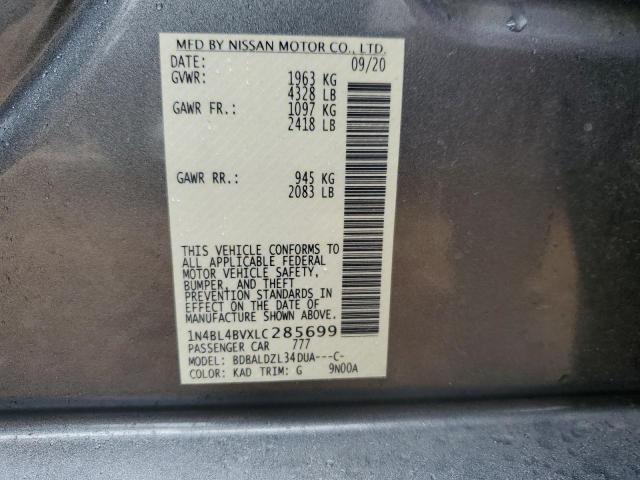 MFD BY NISSAN MOTOR CO., LTD.
DATE: 09/20
GVWR: 1963 KG
4328 LB
GAWR FR.: 1097 KG
2418 LB
GAWR RR.: 945 KG
2083 LB
THIS VEHICLE CONFORMS TO
ALL APPLICABLE FEDERAL
MOTOR VEHICLE SAFETY,
BUMPER, AND THEFT
PREVENTION STANDARDS IN
EFFECT ON THE DATE OF
MANUFACTURE SHOWN ABOVE.
1N4BL4BVXLC285699
PASSENGER CAR 777
MODEL: BDBALDZL34DUA---C-
COLOR: KAD TRIM: G 9N00A